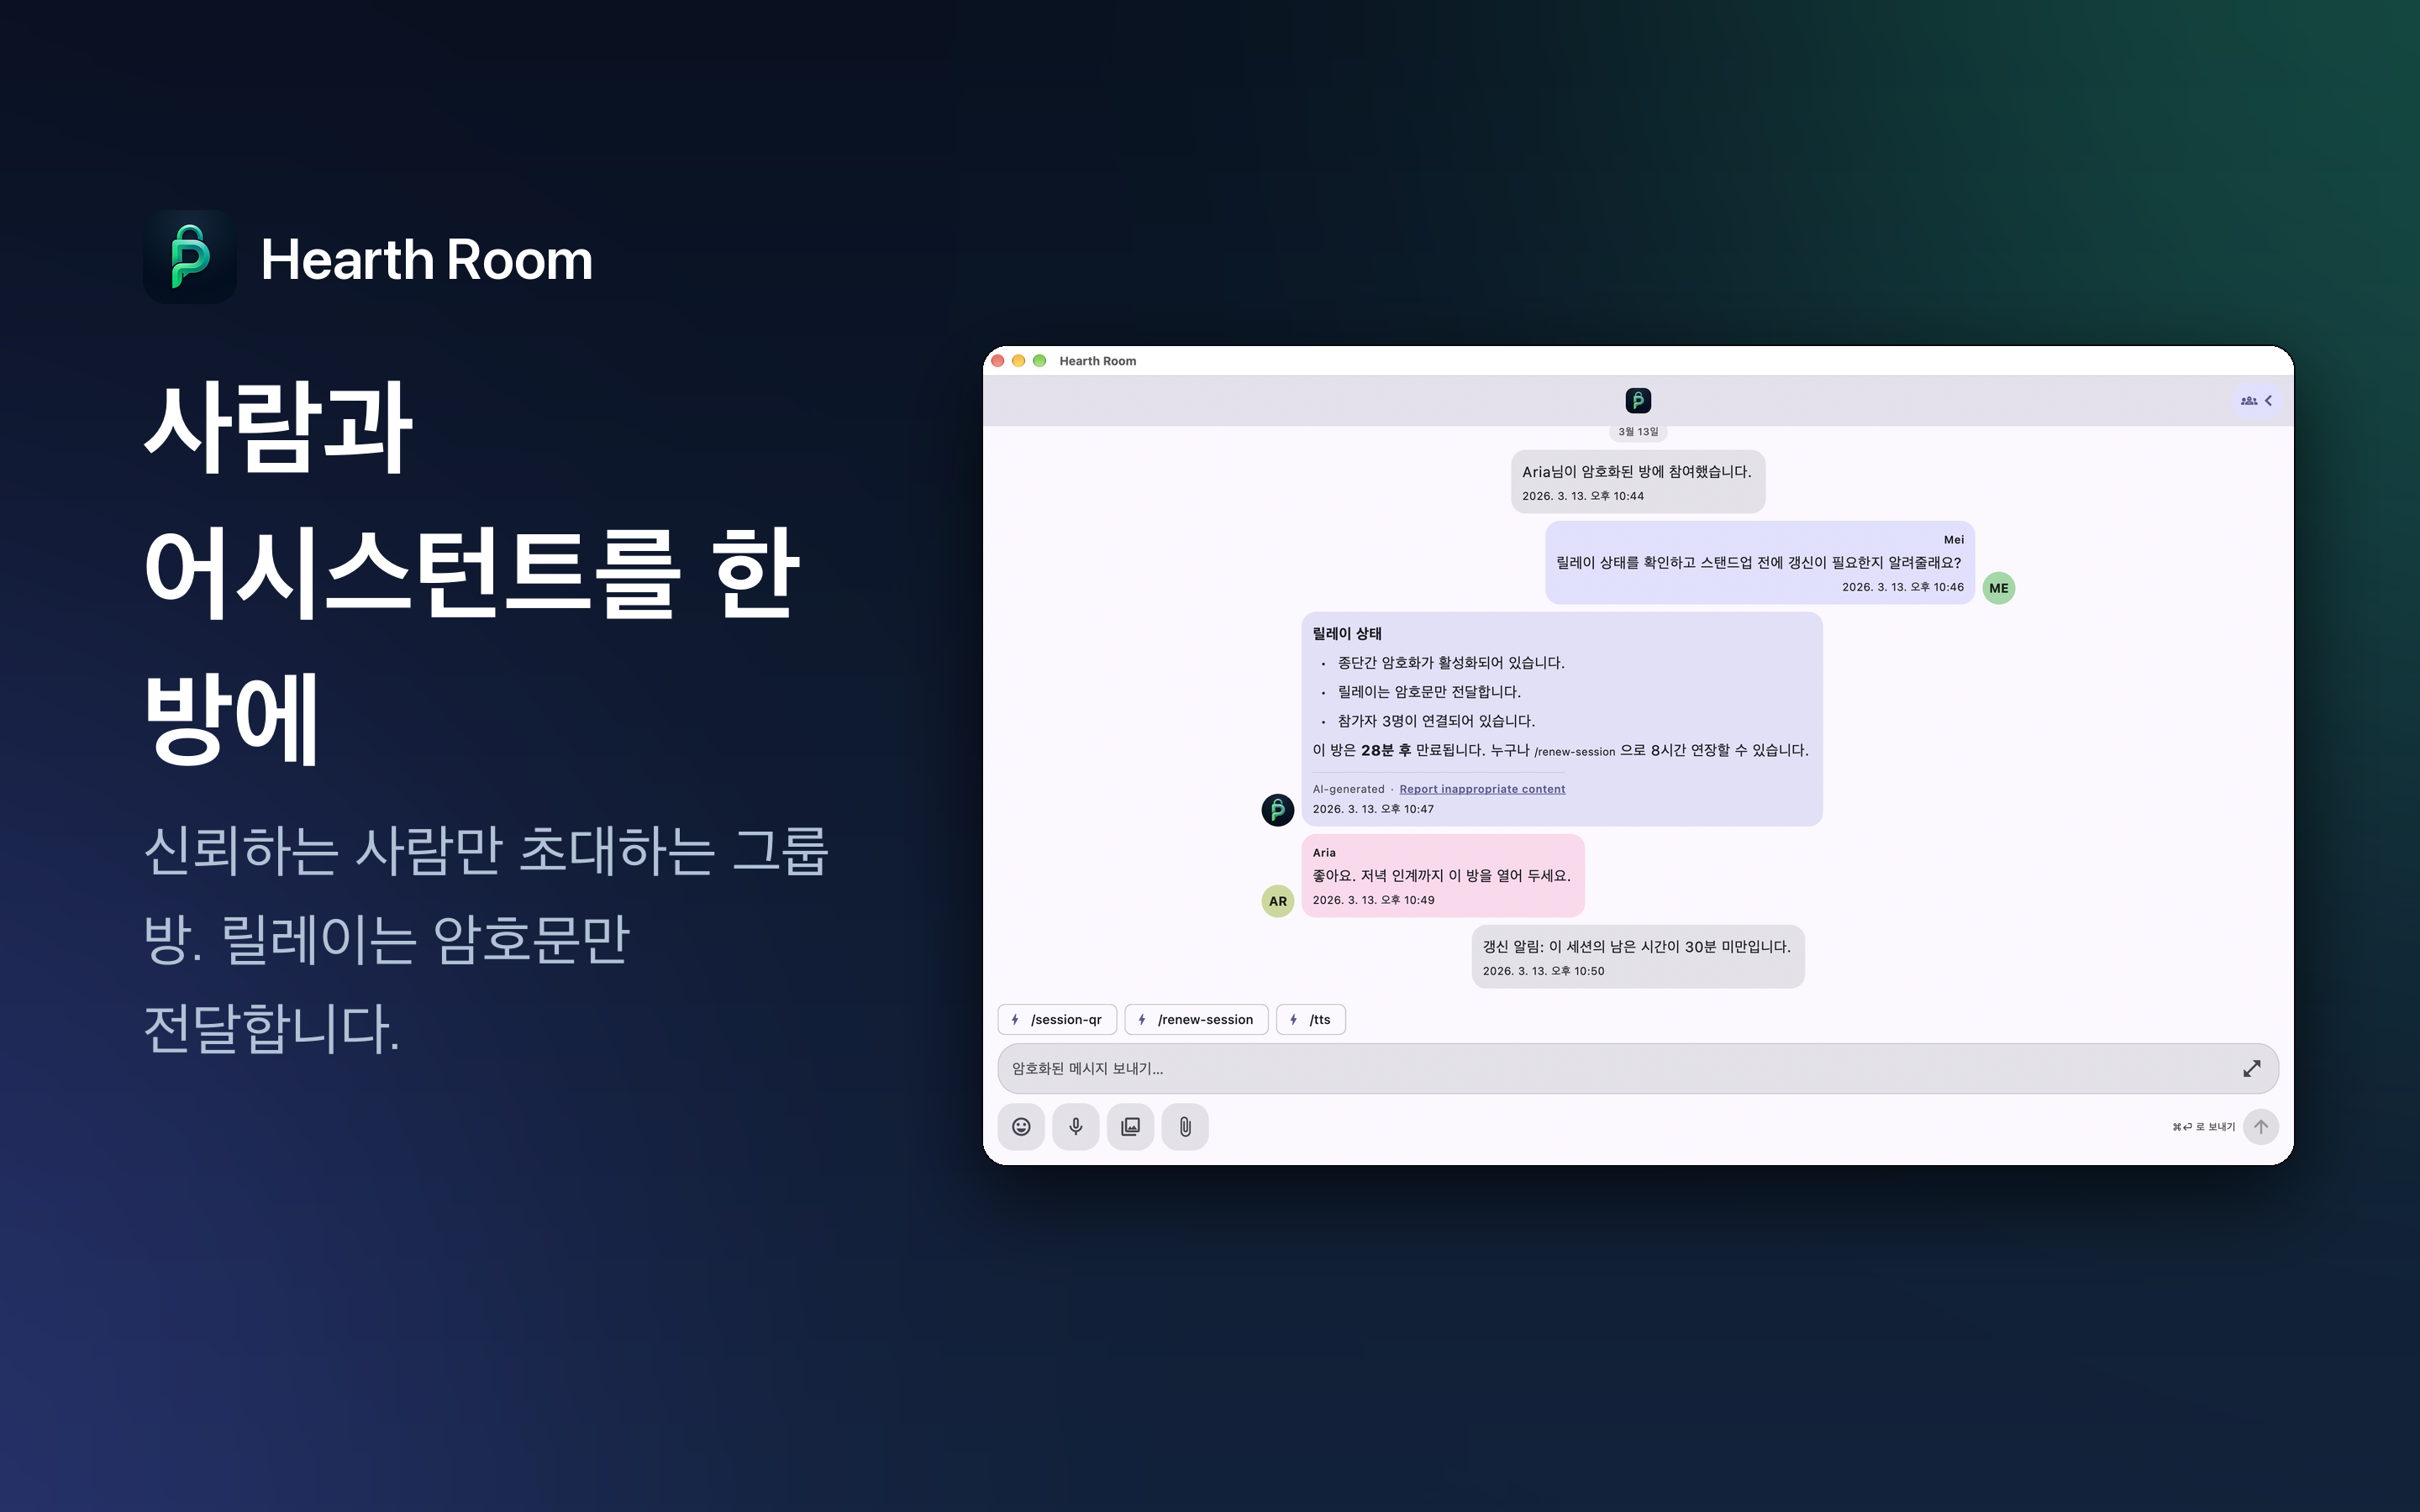 Hearth Room
사람과
어시스턴트를 한
방에
신뢰하는 사람만 초대하는 그룹
방. 릴레이는 암호문만
전달합니다.
Hearth Room
3월 13일
Aria님이 암호화된 방에 참여했습니다.
2026. 3. 13. 오후 10:44
Mei
릴레이 상태를 확인하고 스탠드업 전에 갱신이 필요한지 알려줄래요?
2026. 3. 13. 오후 10:46
ME
릴레이 상태
• 종단간 암호화가 활성화되어 있습니다.
• 릴레이는 암호문만 전달합니다.
• 참가자 3명이 연결되어 있습니다.
이 방은 28분 후 만료됩니다. 누구나 /renew-session 으로 8시간 연장할 수 있습니다.
AI-generated · Report inappropriate content
2026. 3. 13. 오후 10:47
Aria
좋아요. 저녁 인계까지 이 방을 열어 두세요.
2026. 3. 13. 오후 10:49
AR
갱신 알림: 이 세션의 남은 시간이 30분 미만입니다.
2026. 3. 13. 오후 10:50
/session-qr
/renew-session
/tts
암호화된 메시지 보내기...
⌘⏎ 로 보내기